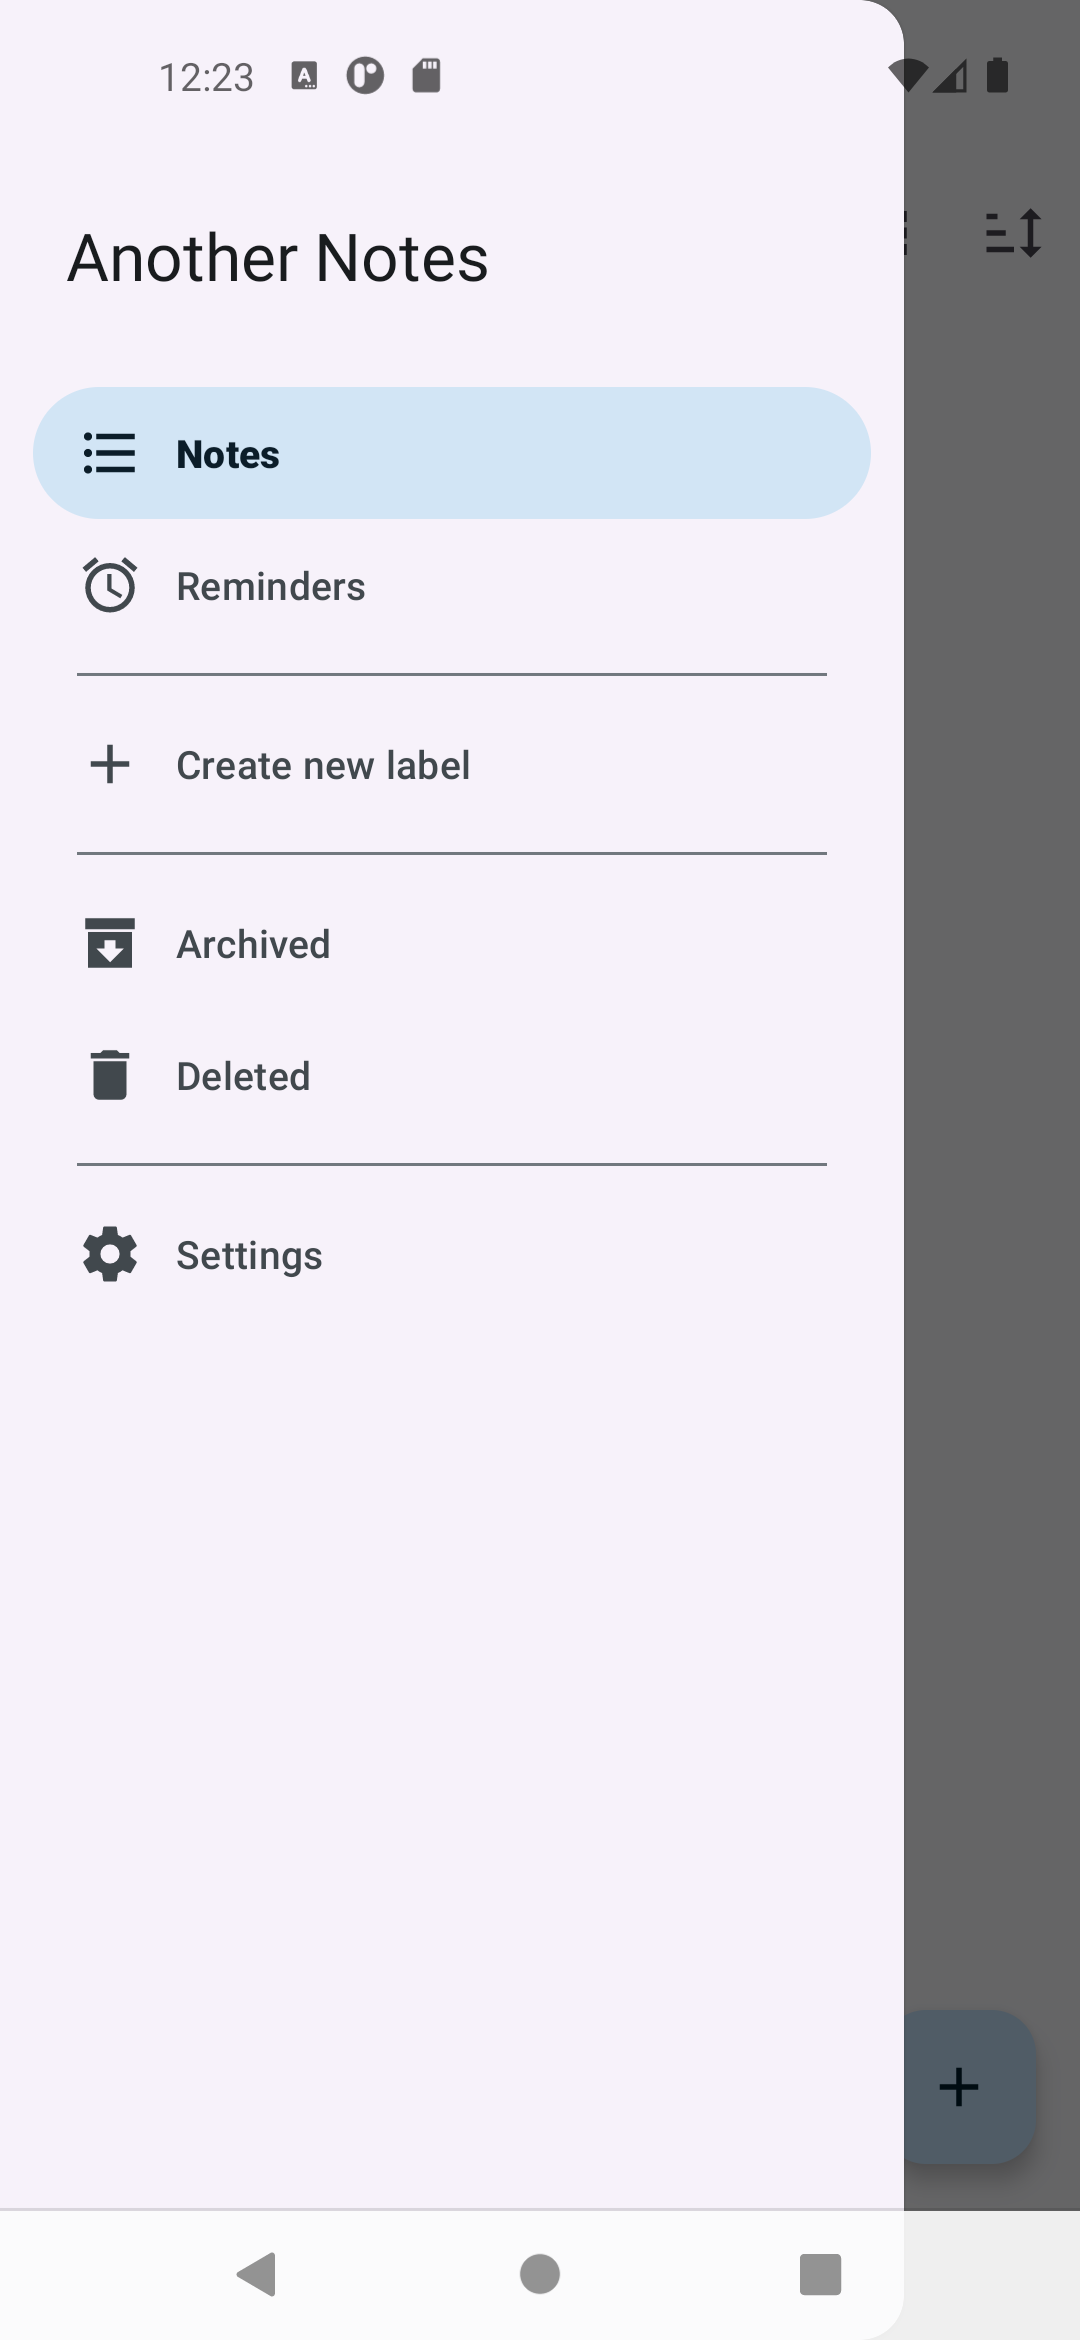 12:23
Another Notes
Notes
Reminders
Create new label
Archived
Deleted
Settings